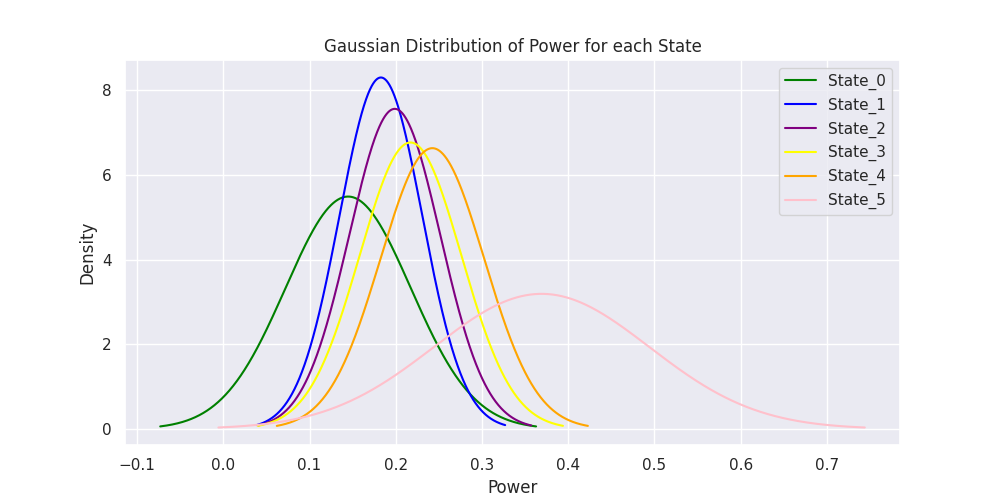 Gaussian Distribution of Power for each State
State_0
State_1
State_2
State_3
State_4
State_5
Density
8
6
4
2
0
−0.1
0.0
0.1
0.2
0.3
0.4
0.5
0.6
0.7
Power